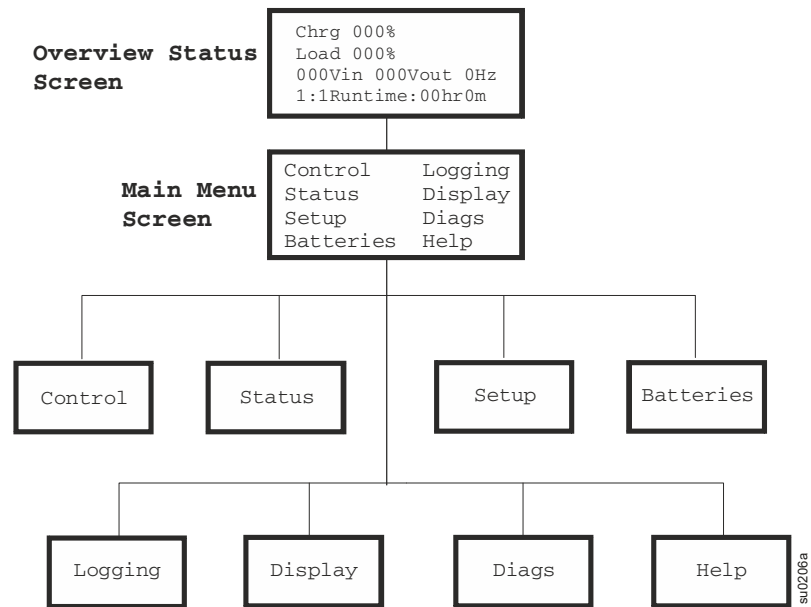 Overview Status
Screen
Chrg 000%
Load 000%
000Vin 000Vout 0Hz
1:1Runtime:00hr0m
Main Menu
Screen
Control Logging
Status Display
Setup Diags
Batteries Help
Control
Status
Setup
Batteries
Logging
Display
Diags
Help
su0206a